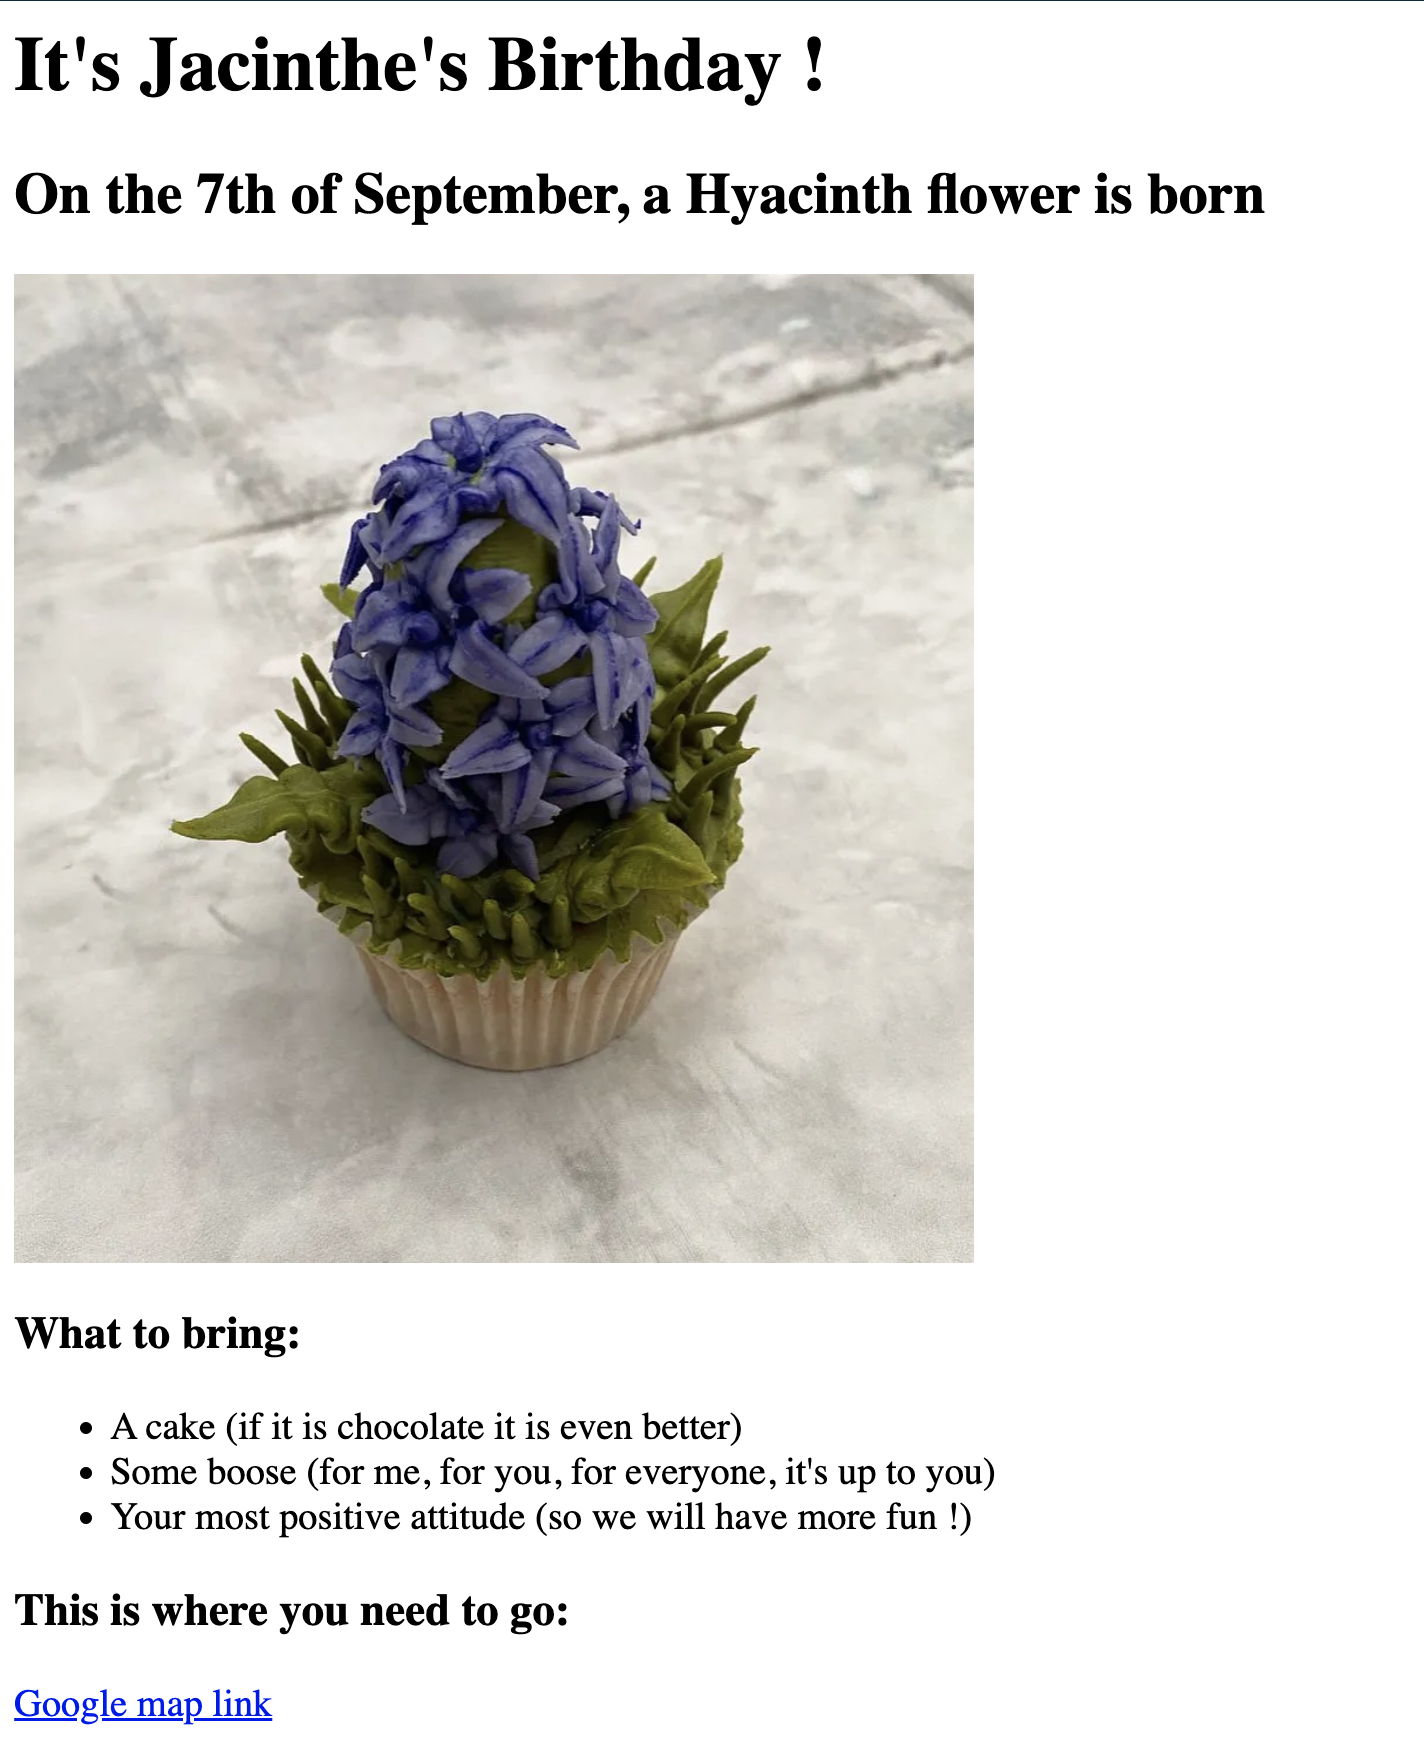 It's Jacinthe's Birthday !
On the 7th of September, a Hyacinth flower is born
What to bring:
A cake (if it is chocolate it is even better)
Some boose (for me, for you, for everyone, it's up to you)
Your most positive attitude (so we will have more fun !)
This is where you need to go:
Google map link